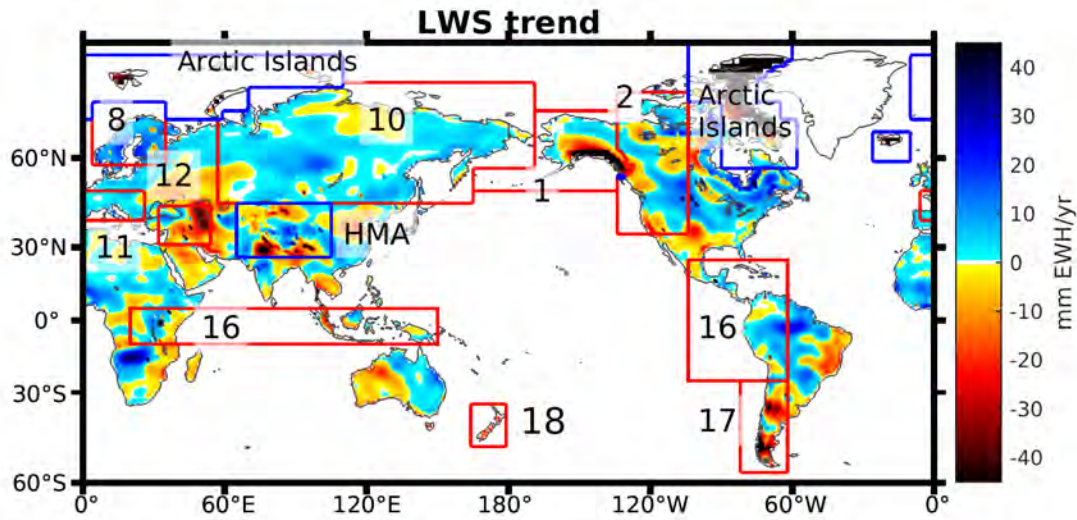 LWS trend
Arctic Islands
8
10
2
Arctic
Islands
12
1
11
HMA
16
16
18
17
60°N
30°N
0°
30°S
60°S
0°
60°E
120°E
180°
120°W
60°W
0°
40
30
20
10
0
-10
-20
-30
-40
mm EWH/yr